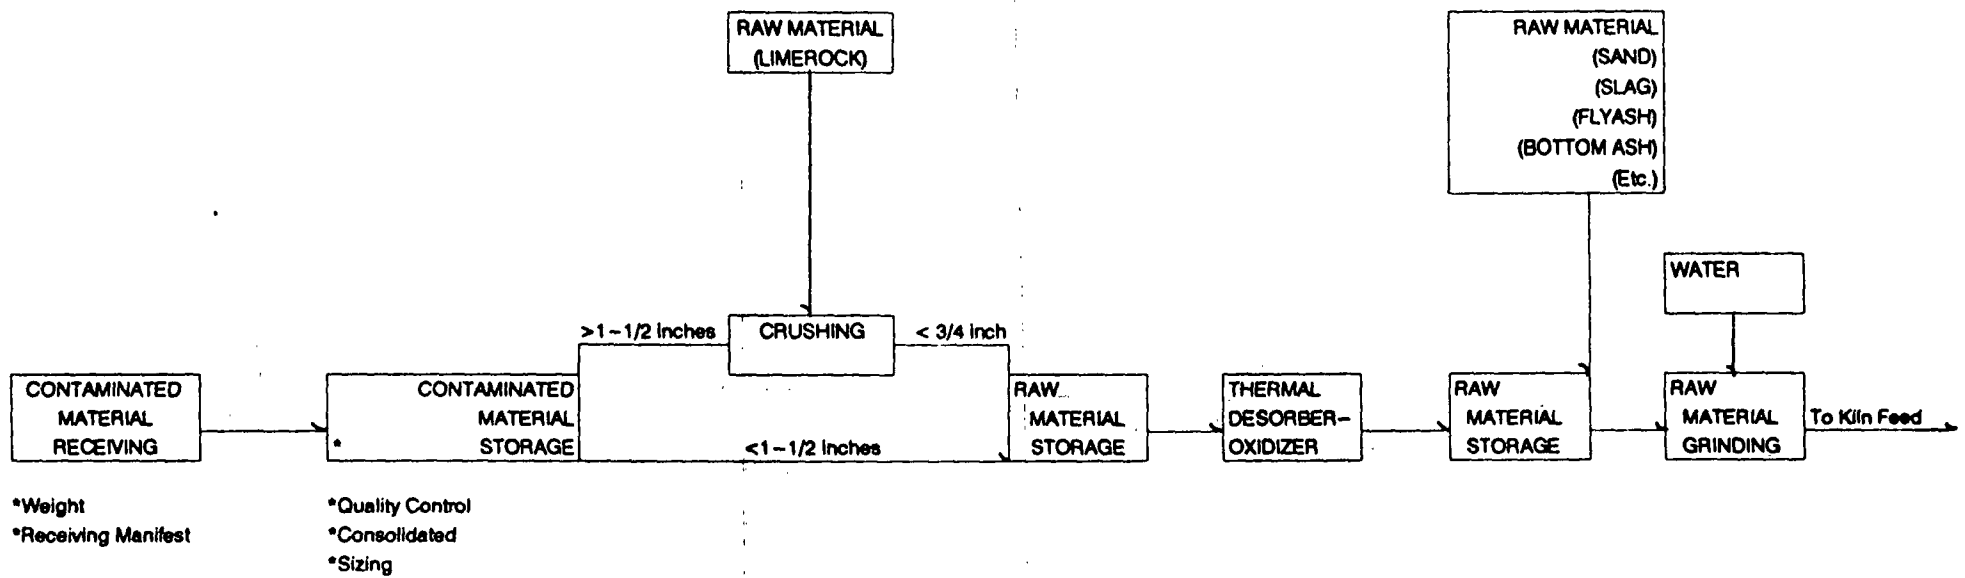 RAW MATERIAL
(LIMEROCK)
RAW MATERIAL
(SAND)
(SLAG)
(FLYASH)
(BOTTOM ASH)
(Etc.)
WATER
>1-1/2 Inches
CRUSHING
< 3/4 Inch
CONTAMINATED
MATERIAL
RECEIVING
CONTAMINATED
MATERIAL
* STORAGE
<1-1/2 Inches
RAW
MATERIAL
STORAGE
THERMAL
DESORBER-
OXIDIZER
RAW
MATERIAL
STORAGE
RAW
MATERIAL
GRINDING
To Kiln Feed
*Weight
*Receiving Manifest
*Quality Control
*Consolidated
*Sizing